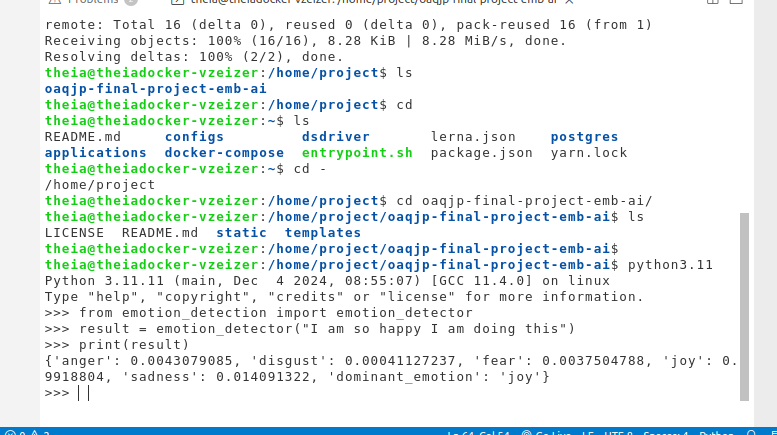 remote: Total 16 (delta 0), reused 0 (delta 0), pack-reused 16 (from 1)
Receiving objects: 100% (16/16), 8.28 KiB | 8.28 MiB/s, done.
Resolving deltas: 100% (2/2), done.
theia@theiadocker-vzeizer:/home/project$ ls
oaqjp-final-project-emb-ai
theia@theiadocker-vzeizer:/home/project$ cd
theia@theiadocker-vzeizer:~$ ls
README.md configs dsdriver lerna.json postgres
applications docker-compose entrypoint.sh package.json yarn.lock
theia@theiadocker-vzeizer:~$ cd -
/home/project
theia@theiadocker-vzeizer:/home/project$ cd oaqjp-final-project-emb-ai/
theia@theiadocker-vzeizer:/home/project/oaqjp-final-project-emb-ai$ ls
LICENSE README.md static templates
theia@theiadocker-vzeizer:/home/project/oaqjp-final-project-emb-ai$
theia@theiadocker-vzeizer:/home/project/oaqjp-final-project-emb-ai$ python3.11
Python 3.11.11 (main, Dec  4 2024, 08:55:07) [GCC 11.4.0] on linux
Type "help", "copyright", "credits" or "license" for more information.
>>> from emotion_detection import emotion_detector
>>> result = emotion_detector("I am so happy I am doing this")
>>> print(result)
{'anger': 0.0043079085, 'disgust': 0.00041127237, 'fear': 0.0037504788, 'joy': 0.
9918804, 'sadness': 0.014091322, 'dominant_emotion': 'joy'}
>>>